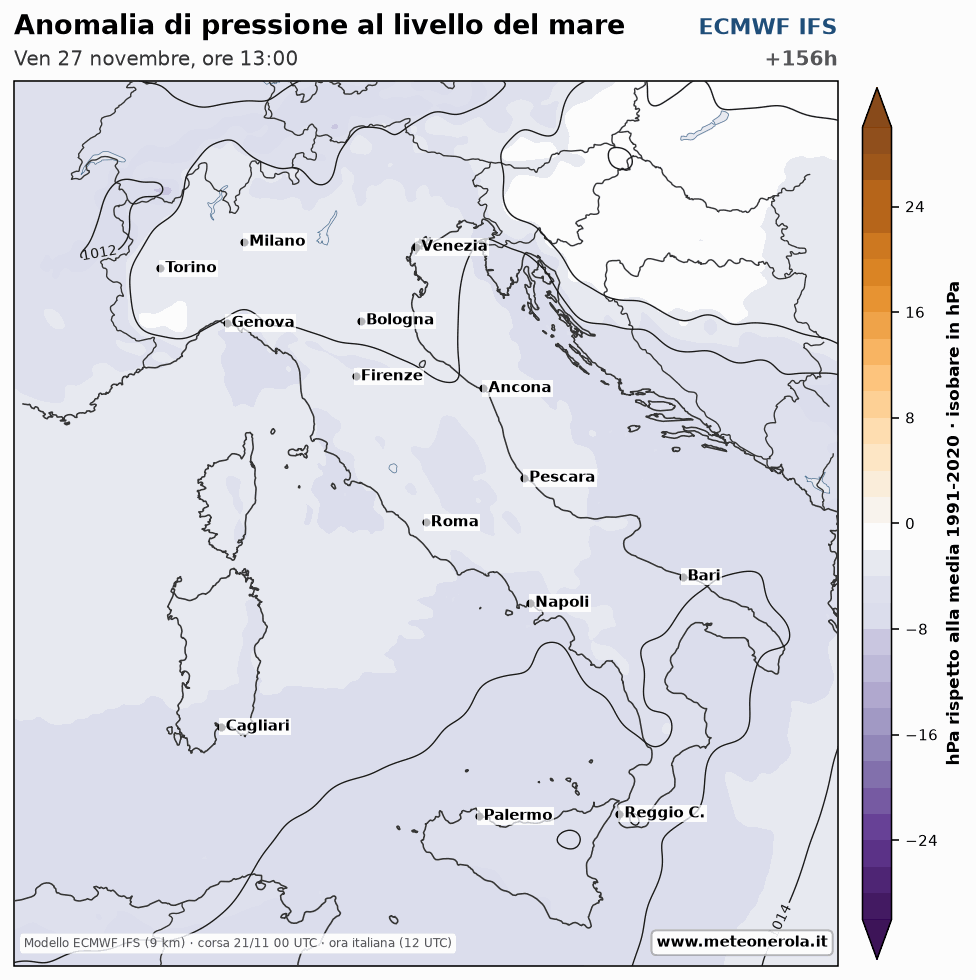 Anomalia di pressione al livello del mare
ECMWF IFS
Ven 27 novembre, ore 13:00
+156h
1012
Milano
Venezia
Torino
Genova
Bologna
Firenze
Ancona
Pescara
Roma
Bari
Napoli
Cagliari
Palermo
Reggio C.
014
24
16
8
0
−8
−16
−24
hPa rispetto alla media 1991-2020 · isobare in hPa
Modello ECMWF IFS (9 km) · corsa 21/11 00 UTC · ora italiana (12 UTC)
www.meteonerola.it